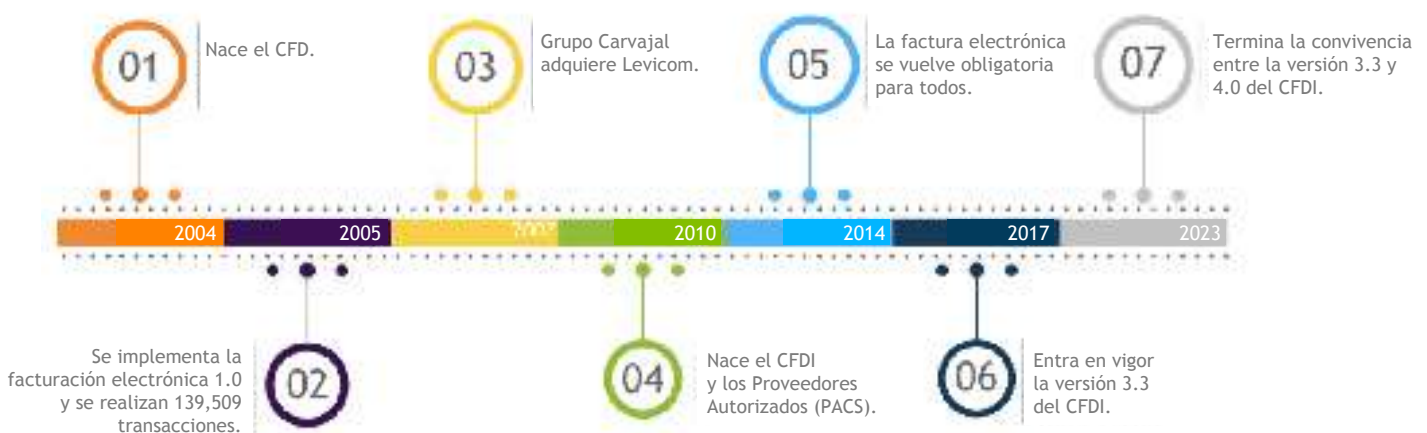 01
Nace el CFD.
03
Grupo Carvajal
adquiere Levicom.
05
La factura electrónica
se vuelve obligatoria
para todos.
07
Termina la convivencia
entre la versión 3.3 y
4.0 del CFDI.
2004
2005
2010
2014
2017
2023
Se implementa la
facturación electrónica 1.0
y se realizan 139,509
transacciones.
02
04
Nace el CFDI
y los Proveedores
Autorizados (PACS).
06
Entra en vigor
la versión 3.3
del CFDI.